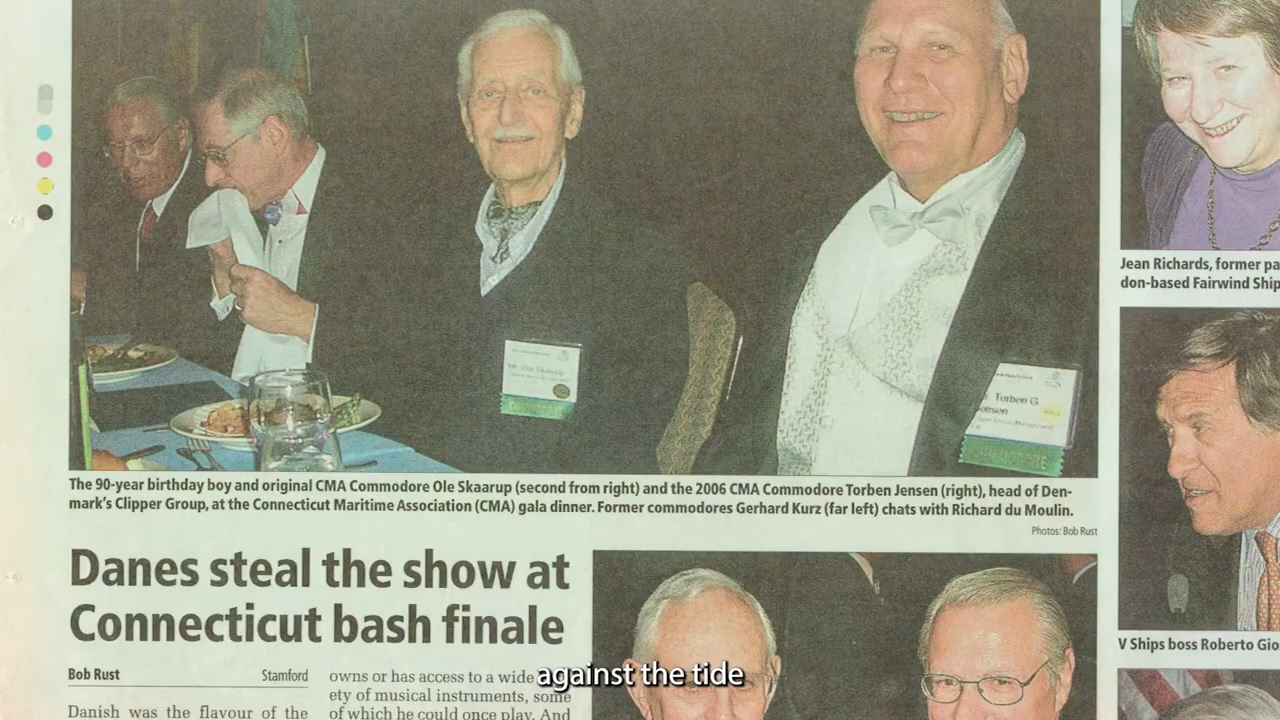 Mr. Ole Skaarup
Torben G.
Jensen
The 90-year birthday boy and original CMA Commodore Ole Skaarup (second from right) and the 2006 CMA Commodore Torben Jensen (right), head of Den-
mark's Clipper Group, at the Connecticut Maritime Association (CMA) gala dinner. Former commodores Gerhard Kurz (far left) chats with Richard du Moulin.
Photos: Bob Rust
Danes steal the show at
Connecticut bash finale
Bob Rust
Stamford
Danish was the flavour of the
owns or has access to a wide
ety of musical instruments, some
of which he could once play. And
Jean Richards, former pa
don-based Fairwind Ship
V Ships boss Roberto Gio
against the tide